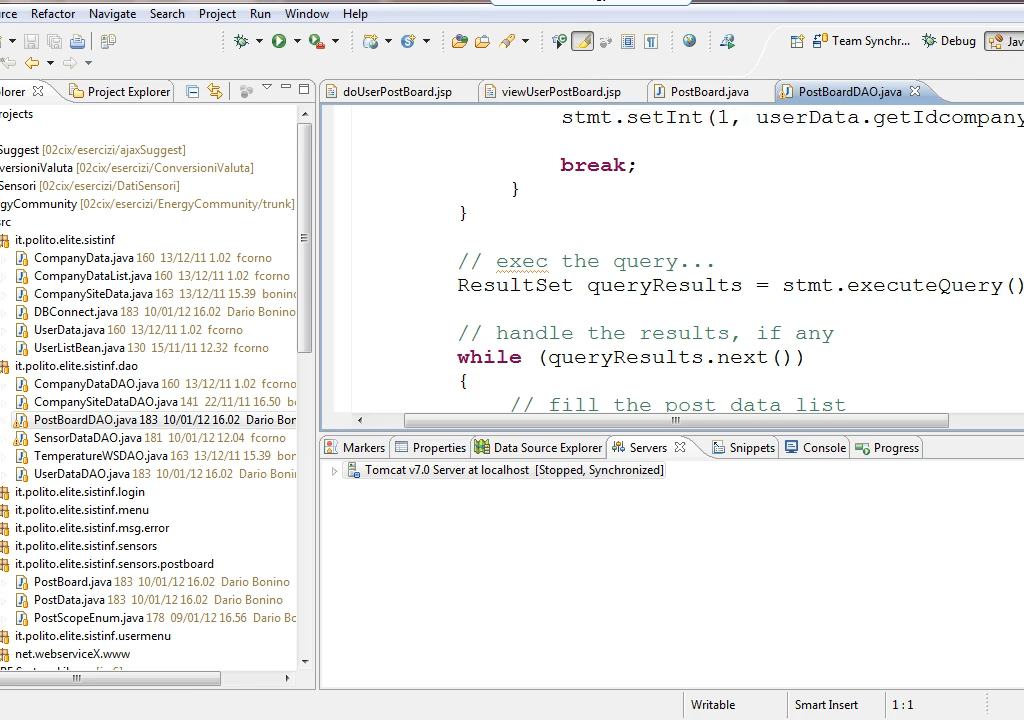 rce Refactor Navigate Search Project Run Window Help
Team Synchr... Debug Jav
lorer Project Explorer
doUserPostBoard.jsp viewUserPostBoard.jsp PostBoard.java PostBoardDAO.java
rojects
Suggest [02cix/esercizi/ajaxSuggest]
versioniValuta [02cix/esercizi/ConversioniValuta]
Sensori [02cix/esercizi/DatiSensori]
rgyCommunity [02cix/esercizi/EnergyCommunity/trunk]
src
it.polito.elite.sistinf
CompanyData.java 160 13/12/11 1.02 fcorno
CompanyDataList.java 160 13/12/11 1.02 fcorno
CompanySiteData.java 163 13/12/11 15.39 bonino
DBConnect.java 183 10/01/12 16.02 Dario Bonino
UserData.java 160 13/12/11 1.02 fcorno
UserListBean.java 130 15/11/11 12.32 fcorno
it.polito.elite.sistinf.dao
CompanyDataDAO.java 160 13/12/11 1.02 fcorno
CompanySiteDataDAO.java 141 22/11/11 16.50 bo
PostBoardDAO.java 183 10/01/12 16.02 Dario Bon
SensorDataDAO.java 181 10/01/12 12.04 fcorno
TemperatureWSDAO.java 163 13/12/11 15.39 bon
UserDataDAO.java 183 10/01/12 16.02 Dario Bonin
it.polito.elite.sistinf.login
it.polito.elite.sistinf.menu
it.polito.elite.sistinf.msg.error
it.polito.elite.sistinf.sensors
it.polito.elite.sistinf.sensors.postboard
PostBoard.java 183 10/01/12 16.02 Dario Bonino
PostData.java 183 10/01/12 16.02 Dario Bonino
PostScopeEnum.java 178 09/01/12 16.56 Dario Bo
it.polito.elite.sistinf.usermenu
net.webserviceX.www
stmt.setInt(1, userData.getIdcompany
break;
}
}
// exec the query...
ResultSet queryResults = stmt.executeQuery()
// handle the results, if any
while (queryResults.next())
{
// fill the post data list
Markers Properties Data Source Explorer Servers Snippets Console Progress
Tomcat v7.0 Server at localhost [Stopped, Synchronized]
Writable Smart Insert 1 : 1